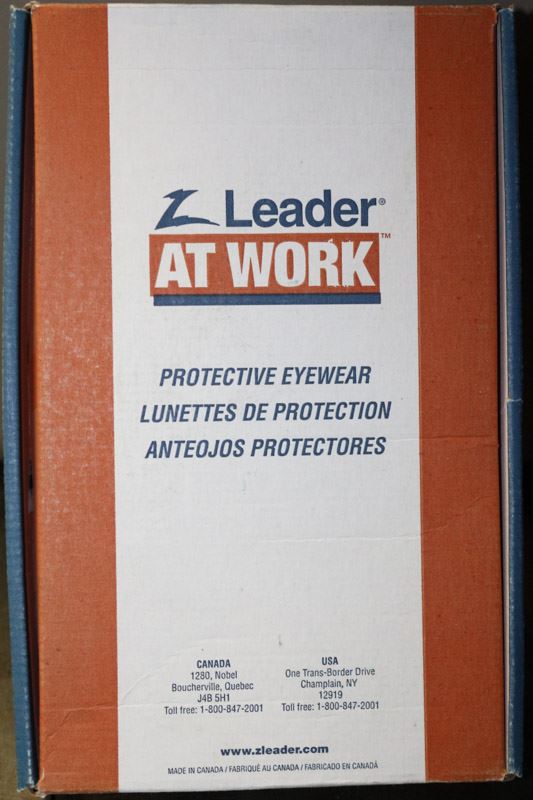 Leader®
AT WORK™
PROTECTIVE EYEWEAR
LUNETTES DE PROTECTION
ANTEOJOS PROTECTORES
CANADA
1280, Nobel
Boucherville, Quebec
J4B 5H1
Toll free: 1-800-847-2001
USA
One Trans-Border Drive
Champlain, NY
12919
Toll free: 1-800-847-2001
www.zleader.com
MADE IN CANADA / FABRIQUÉ AU CANADA / FABRICADO EN CANADÁ